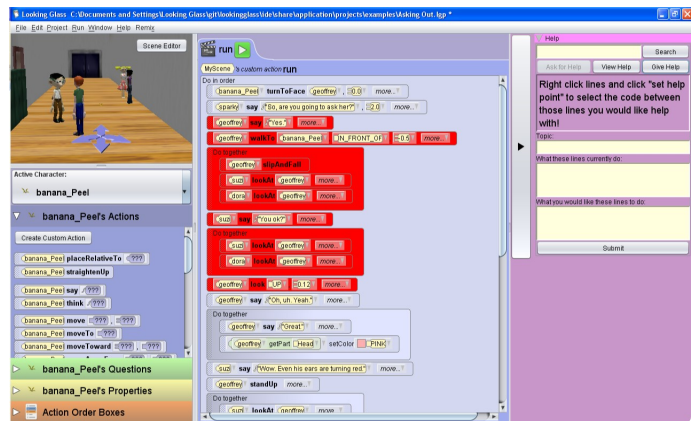 Looking Glass C:\Documents and Settings\Looking Glass\git\lookingglass\ide\share\application\projects\examples\Asking Out.lgp *
File Edit Project Run Window Help Remix
Scene Editor
Active Character:
banana_Peel
banana_Peel's Actions
Create Custom Action
banana_Peel placeRelativeTo ???
banana_Peel straightenUp
banana_Peel say ???
banana_Peel think ???
banana_Peel move ??? , ???
banana_Peel moveTo ???
banana_Peel moveToward ??? , ???
banana_Peel's Questions
banana_Peel's Properties
Action Order Boxes
run
MyScene 's custom action run
Do in order
banana_Peel turnToFace geoffrey , 0.0 more...
sparky say "So, are you going to ask her?" , 2.0 more...
geoffrey say "Yes." more...
geoffrey walkTo banana_Peel IN_FRONT_OF -0.5 more...
Do together
geoffrey slipAndFall
suzi lookAt geoffrey more...
dora lookAt geoffrey more...
suzi say "You ok?" more...
Do together
suzi lookAt geoffrey more...
dora lookAt geoffrey more...
geoffrey look UP 0.12 more...
geoffrey say "Oh, uh. Yeah." more...
Do together
geoffrey say "Great" more...
geoffrey getPart Head setColor PINK
suzi say "Wow. Even his ears are turning red." more...
geoffrey standUp more...
Do together
suzi lookAt geoffrey more...
Help
Search
Ask for Help View Help Give Help
Right click lines and click "set help
point" to select the code between
those lines you would like help
with!
Topic:
What these lines currently do:
What you would like these lines to do:
Submit